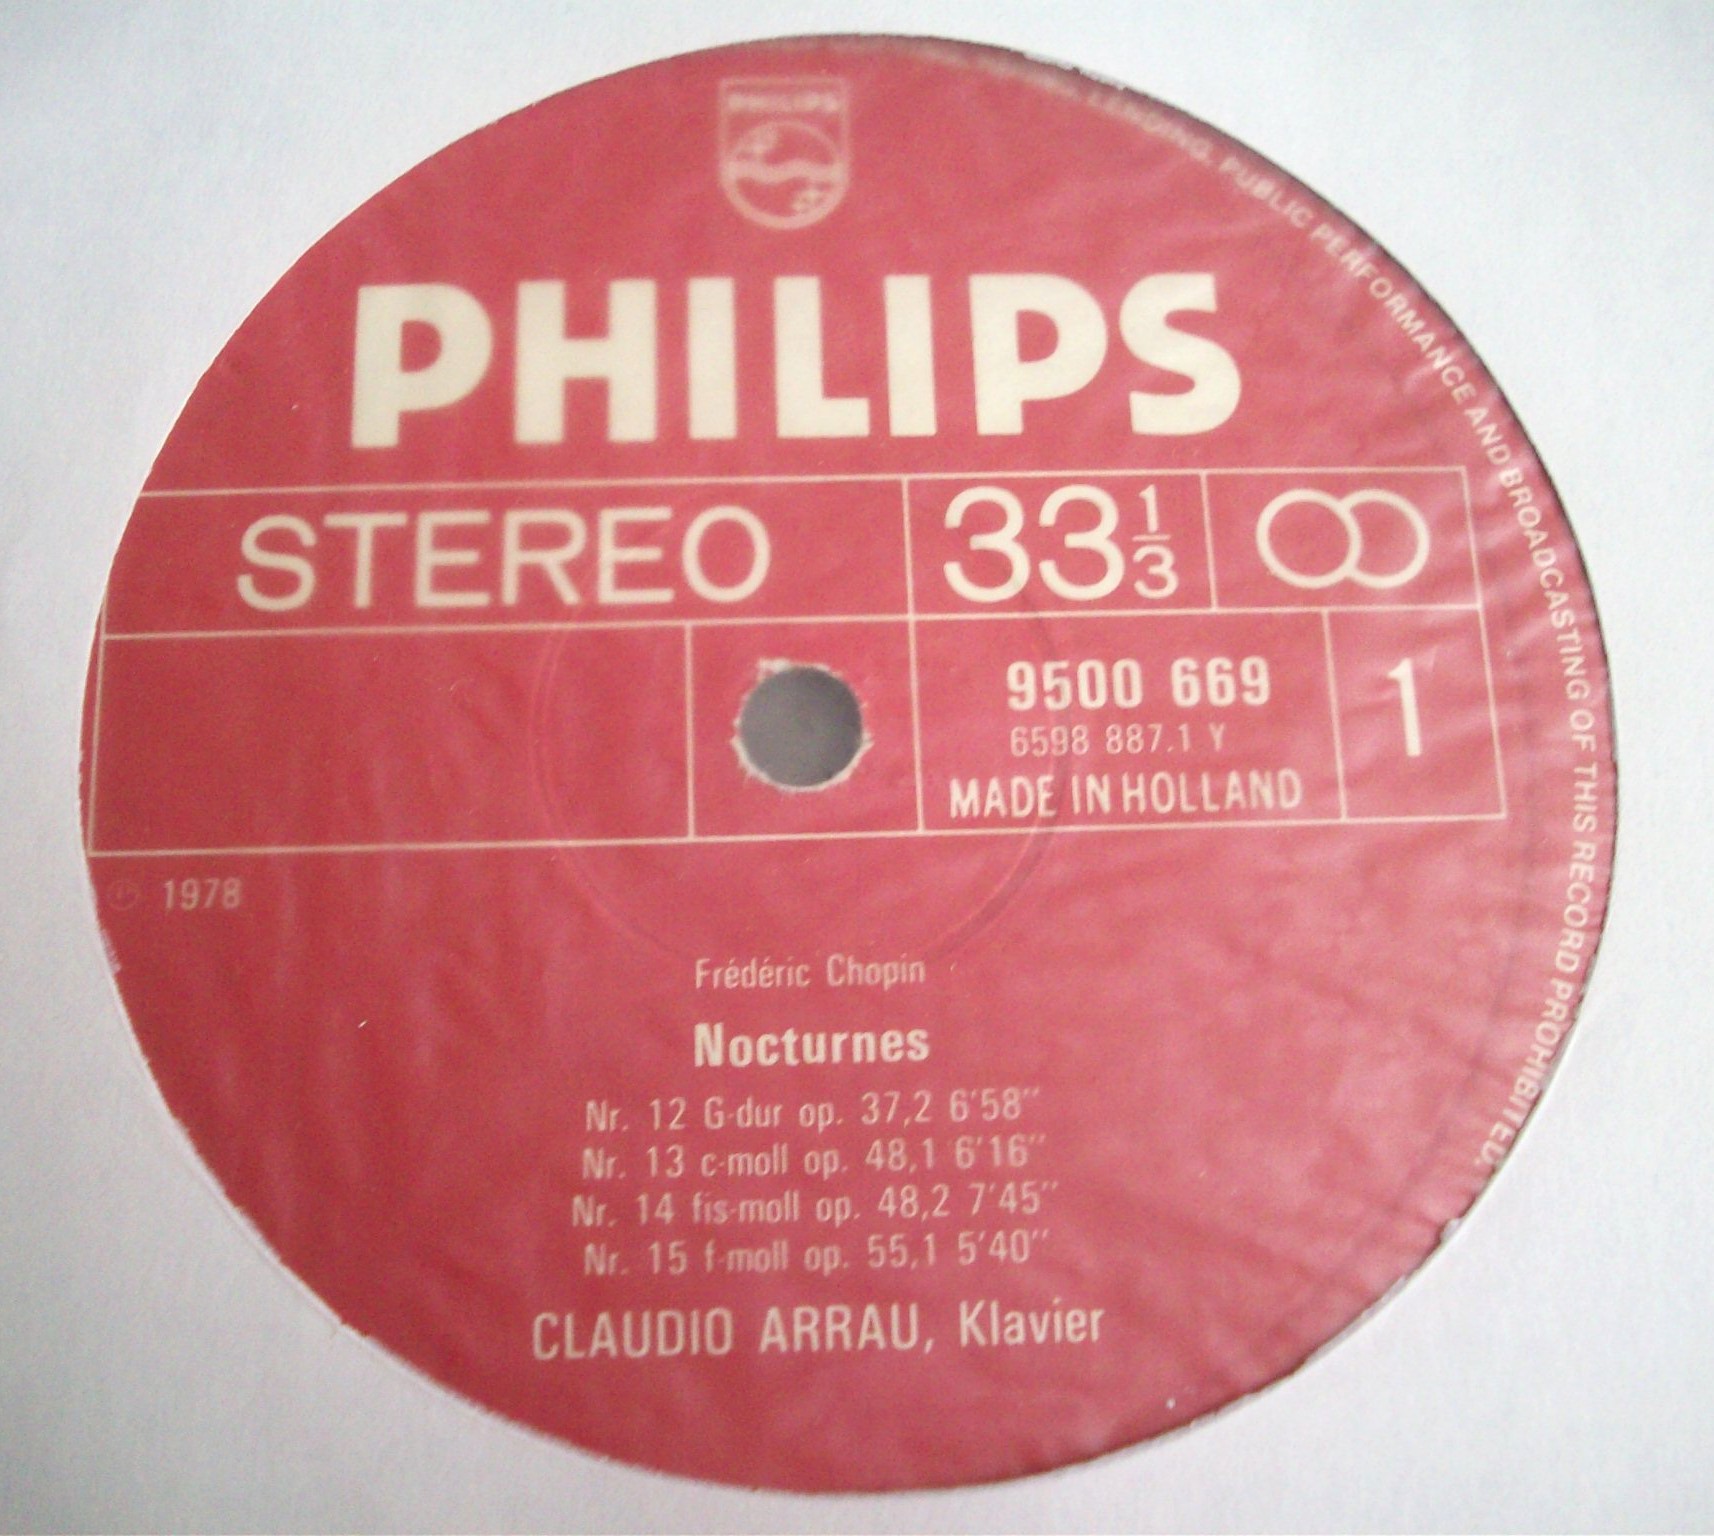 PHILIPS
PHILIPS
STEREO 33 1/3
9500 669 1
6598 887.1 Y
MADE IN HOLLAND
℗ 1978
Frédéric Chopin
Nocturnes
Nr. 12 G-dur op. 37,2 6'58''
Nr. 13 c-moll op. 48,1 6'16''
Nr. 14 fis-moll op. 48,2 7'45''
Nr. 15 f-moll op. 55,1 5'40''
CLAUDIO ARRAU, Klavier
LENDING, PUBLIC PERFORMANCE AND BROADCASTING OF THIS RECORD PROHIBITED.